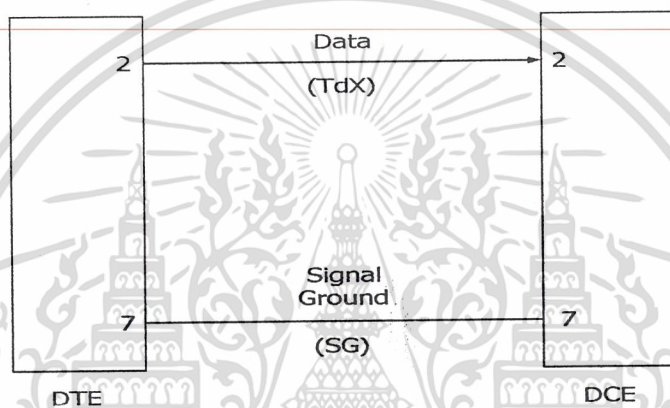 Data
2
2
(TdX)
Signal
Ground
7
7
(SG)
DTE
DCE